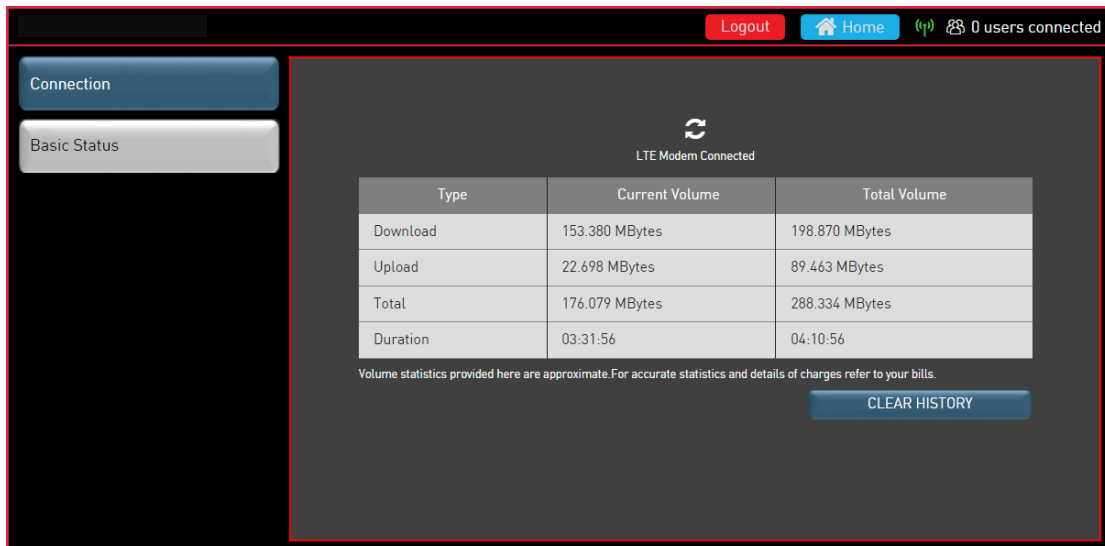 Logout Home 0 users connected
Connection
Basic Status
LTE Modem Connected
Type Current Volume Total Volume
Download 153.380 MBytes 198.870 MBytes
Upload 22.698 MBytes 89.463 MBytes
Total 176.079 MBytes 288.334 MBytes
Duration 03:31:56 04:10:56
Volume statistics provided here are approximate.For accurate statistics and details of charges refer to your bills.
CLEAR HISTORY